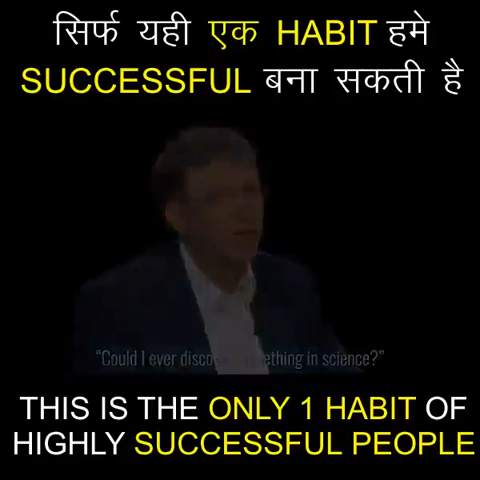 सिर्फ यही एक HABIT हमे
SUCCESSFUL बना सकती है
"Could I ever disco ething in science?"
THIS IS THE ONLY 1 HABIT OF
HIGHLY SUCCESSFUL PEOPLE